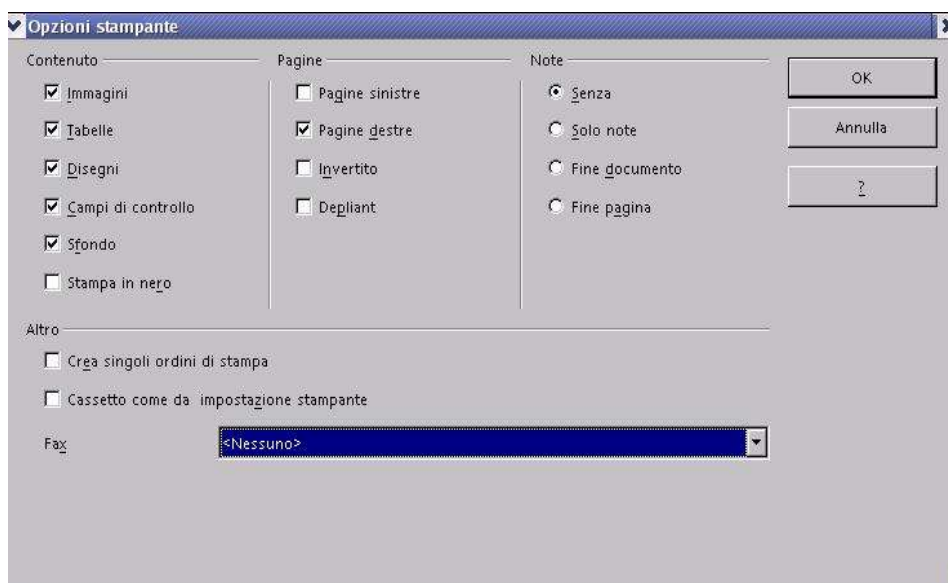 Opzioni stampante
Contenuto
Immagini
Tabelle
Disegni
Campi di controllo
Sfondo
Stampa in nero
Pagine
Pagine sinistre
Pagine destre
Invertito
Depliant
Note
Senza
Solo note
Fine documento
Fine pagina
OK
Annulla
?
Altro
Crea singoli ordini di stampa
Cassetto come da impostazione stampante
Fax
<Nessuno>